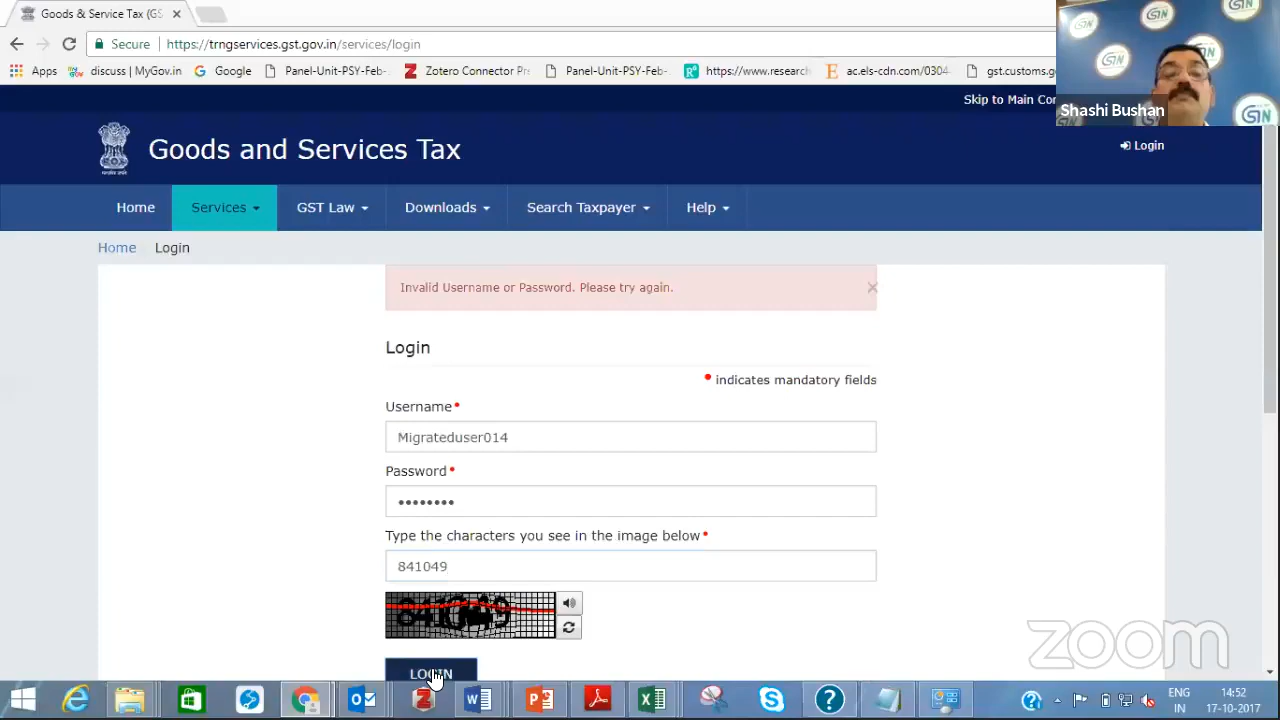 Goods & Service Tax (GS
Secure
https://trngservices.gst.gov.in/services/login
Apps
discuss | MyGov.in
Google
Panel-Unit-PSY-Feb-
Zotero Connector Pr
Panel-Unit-PSY-Feb-
https://www.research
ac.els-cdn.com/0304
gst.customs.go
Shashi Bushan
Skip to Main Con
Goods and Services Tax
Login
Home
Services
GST Law
Downloads
Search Taxpayer
Help
Home
Login
Invalid Username or Password. Please try again.
Login
• indicates mandatory fields
Username•
Migrateduser014
Password•
••••••••
Type the characters you see in the image below•
841049
LOGIN
zoom
ENG
IN
14:52
17-10-2017